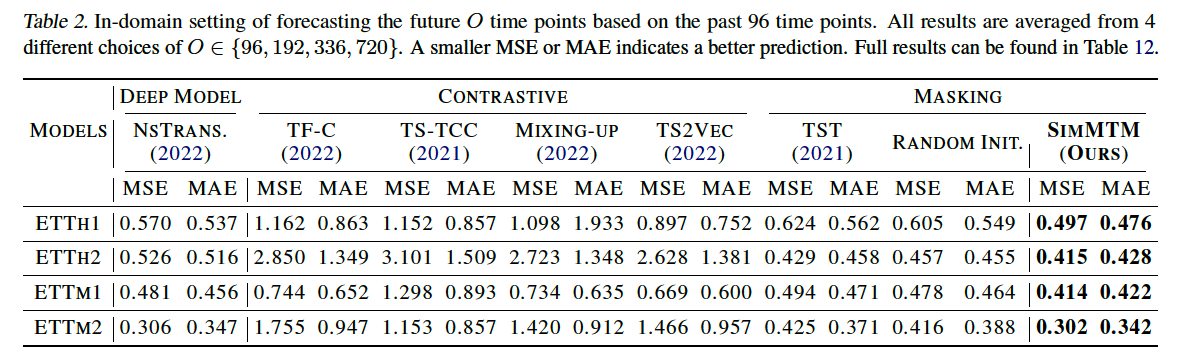 Table 2. In-domain setting of forecasting the future O time points based on the past 96 time points. All results are averaged from 4
different choices of O ∈ {96, 192, 336, 720}. A smaller MSE or MAE indicates a better prediction. Full results can be found in Table 12.
DEEP MODEL CONTRASTIVE MASKING
MODELS NSTRANS. (2022) TF-C (2022) TS-TCC (2021) MIXING-UP (2022) TS2VEC (2022) TST (2021) RANDOM INIT. SIMMTM (OURS)
MSE MAE MSE MAE MSE MAE MSE MAE MSE MAE MSE MAE MSE MAE MSE MAE
ETTH1 0.570 0.537 1.162 0.863 1.152 0.857 1.098 1.933 0.897 0.752 0.624 0.562 0.605 0.549 0.497 0.476
ETTH2 0.526 0.516 2.850 1.349 3.101 1.509 2.723 1.348 2.628 1.381 0.429 0.458 0.457 0.455 0.415 0.428
ETTM1 0.481 0.456 0.744 0.652 1.298 0.893 0.734 0.635 0.669 0.600 0.494 0.471 0.478 0.464 0.414 0.422
ETTM2 0.306 0.347 1.755 0.947 1.153 0.857 1.420 0.912 1.466 0.957 0.425 0.371 0.416 0.388 0.302 0.342